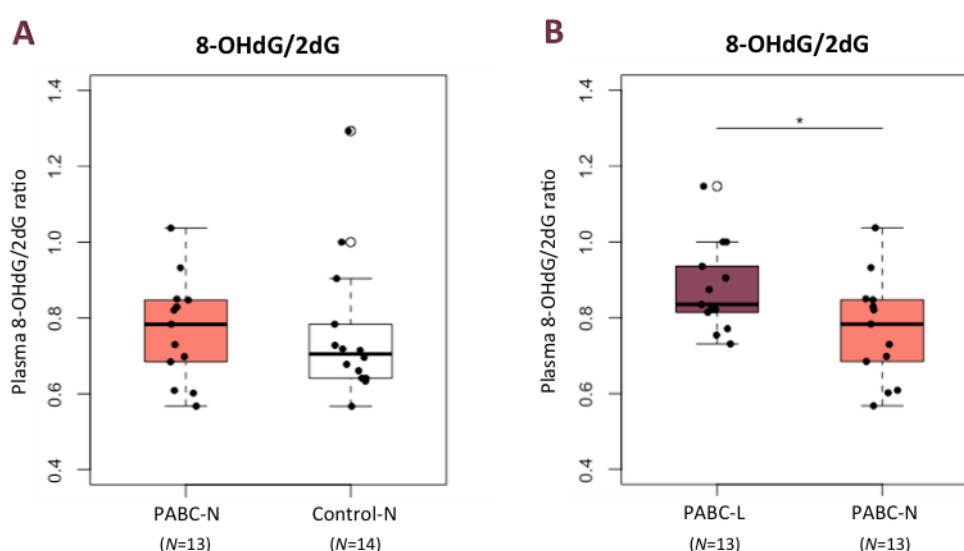 A
8-OHdG/2dG
Plasma 8-OHdG/2dG ratio
1.4
1.2
1.0
0.8
0.6
0.4
PABC-N
Control-N
(N=13)
(N=14)
B
8-OHdG/2dG
Plasma 8-OHdG/2dG ratio
1.4
1.2
1.0
0.8
0.6
0.4
*
PABC-L
PABC-N
(N=13)
(N=13)